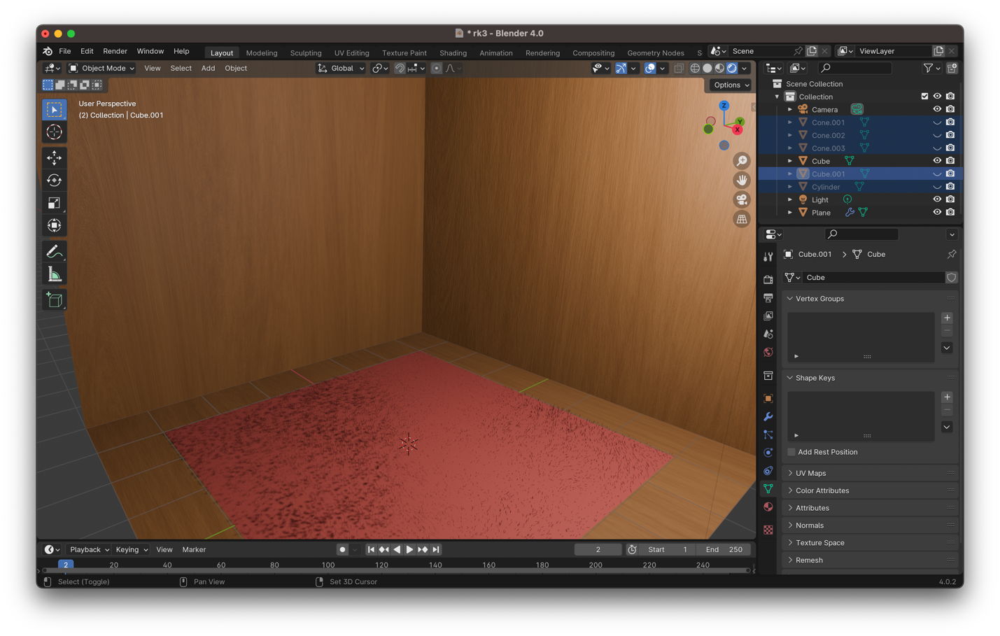 * rk3 - Blender 4.0
File Edit Render Window Help Layout Modeling Sculpting UV Editing Texture Paint Shading Animation Rendering Compositing Geometry Nodes S Scene ViewLayer
Object Mode View Select Add Object Global
Options
User Perspective
(2) Collection | Cube.001
Z
Y
X
Scene Collection
Collection
Camera
Cone.001
Cone.002
Cone.003
Cube
Cube.001
Cylinder
Light
Plane
Cube.001 > Cube
Cube
Vertex Groups
Shape Keys
Add Rest Position
UV Maps
Color Attributes
Attributes
Normals
Texture Space
Remesh
Playback Keying View Marker 2 Start 1 End 250
2 20 40 60 80 100 120 140 160 180 200 220 240
Select (Toggle) Pan View Set 3D Cursor 4.0.2